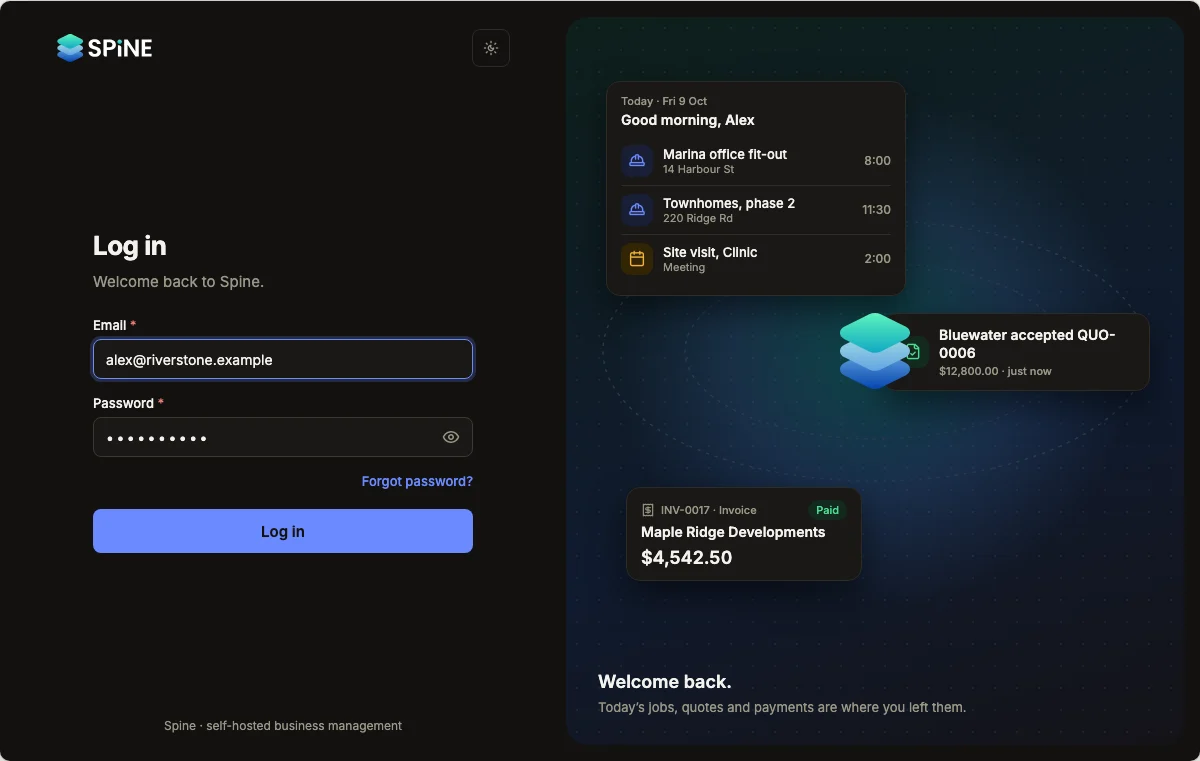 SPiNE
Log in
Welcome back to Spine.
Email *
alex@riverstone.example
Password *
Forgot password?
Log in
Spine · self-hosted business management
Today · Fri 9 Oct
Good morning, Alex
Marina office fit-out
14 Harbour St
8:00
Townhomes, phase 2
220 Ridge Rd
11:30
Site visit, Clinic
Meeting
2:00
Bluewater accepted QUO-
0006
$12,800.00 · just now
INV-0017 · Invoice
Paid
Maple Ridge Developments
$4,542.50
Welcome back.
Today’s jobs, quotes and payments are where you left them.